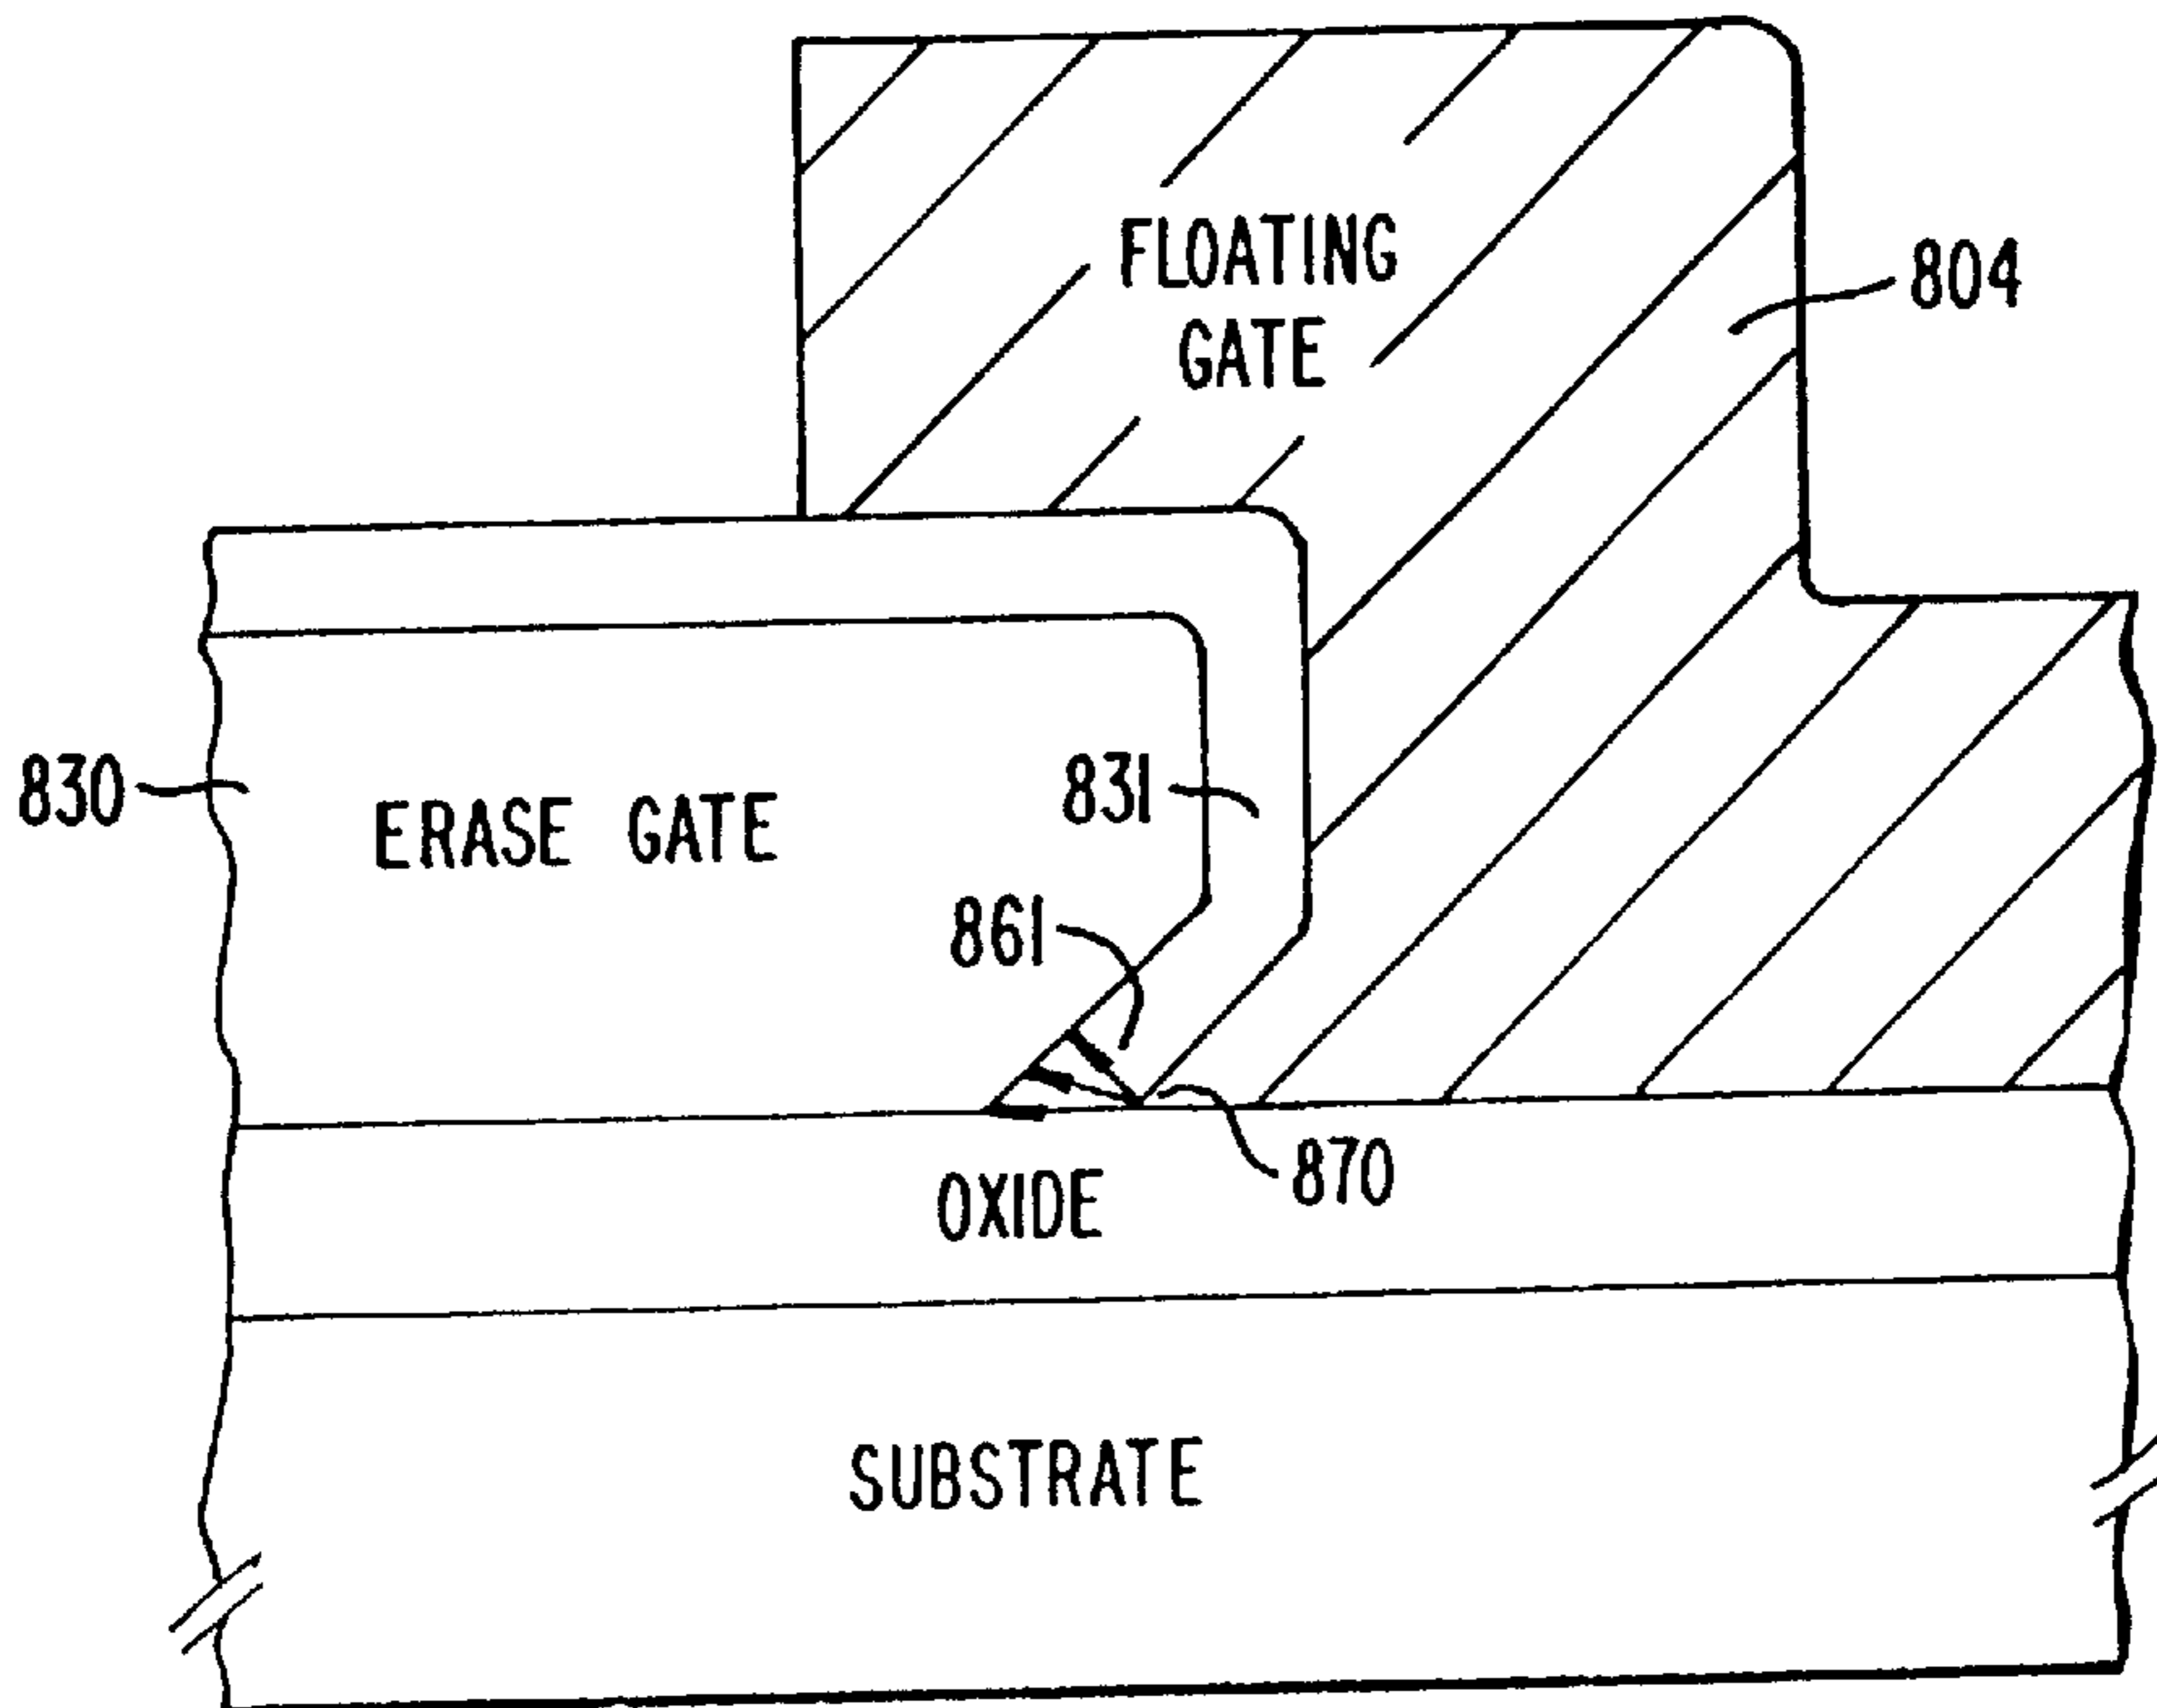 FLOATING
GATE
804
830
ERASE GATE
831
861
870
OXIDE
SUBSTRATE